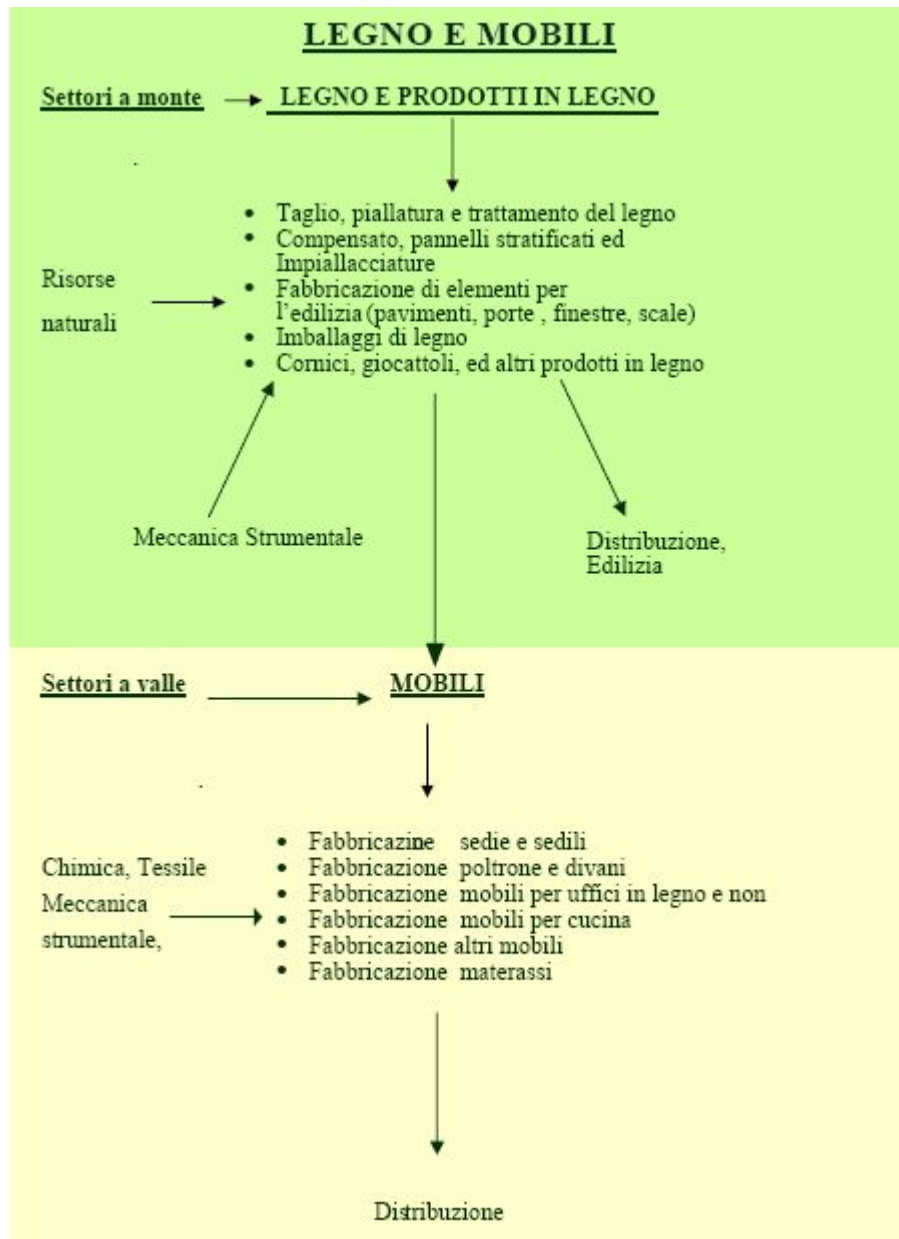 LEGNO E MOBILI
Settori a monte
LEGNO E PRODOTTI IN LEGNO
• Taglio, piallatura e trattamento del legno
• Compensato, pannelli stratificati ed
Impiallacciature
• Fabbricazione di elementi per
l'edilizia (pavimenti, porte , finestre, scale)
• Imballaggi di legno
• Cornici, giocattoli, ed altri prodotti in legno
Risorse
naturali
Meccanica Strumentale
Distribuzione,
Edilizia
Settori a valle
MOBILI
• Fabbricazine sedie e sedili
• Fabbricazione poltrone e divani
• Fabbricazione mobili per uffici in legno e non
• Fabbricazione mobili per cucina
• Fabbricazione altri mobili
• Fabbricazione materassi
Chimica, Tessile
Meccanica
strumentale,
Distribuzione